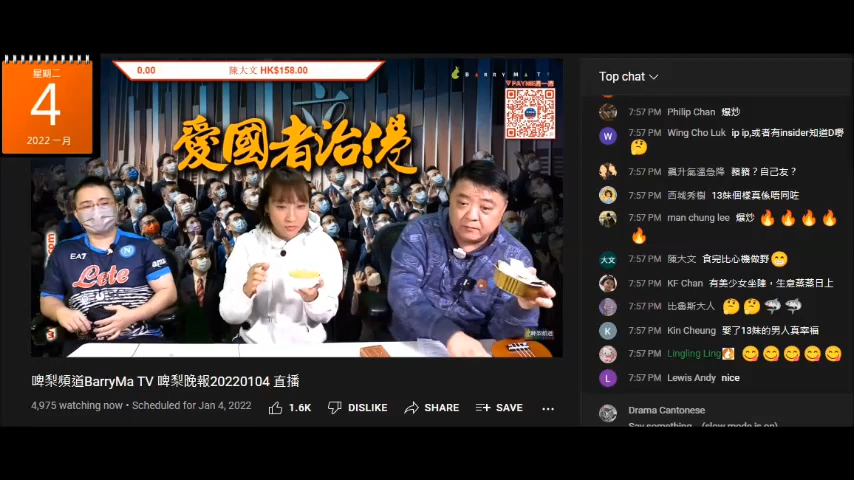 星期二
4
2022 一月
0.00
陳大文 HK$158.00
BARRYMA TV
愛國者治
EA7
Lete
啤梨頻道BarryMa TV 啤梨晚報20220104 直播
4,975 watching now • Scheduled for Jan 4, 2022
1.6K
DISLIKE
SHARE
SAVE
Top chat
7:57 PM Philip Chan 爆炒
7:57 PM Wing Cho Luk ip ip,或者有insider知道D嘢
7:57 PM 飆升氣溫急降 豬豬？自己友？
7:57 PM 西城秀樹 13妹個樣真係唔同咗
7:57 PM man chung lee 爆炒
大文 7:57 PM 陳大文 食完比心機做野
7:57 PM KF Chan 有美少女坐陣，生意蒸蒸日上
7:57 PM 比魯斯大人
K 7:57 PM Kin Cheung 娶了13妹的男人真幸福
7:57 PM Lingling Ling
L 7:57 PM Lewis Andy nice
Drama Cantonese
Say something... (slow mode is on)